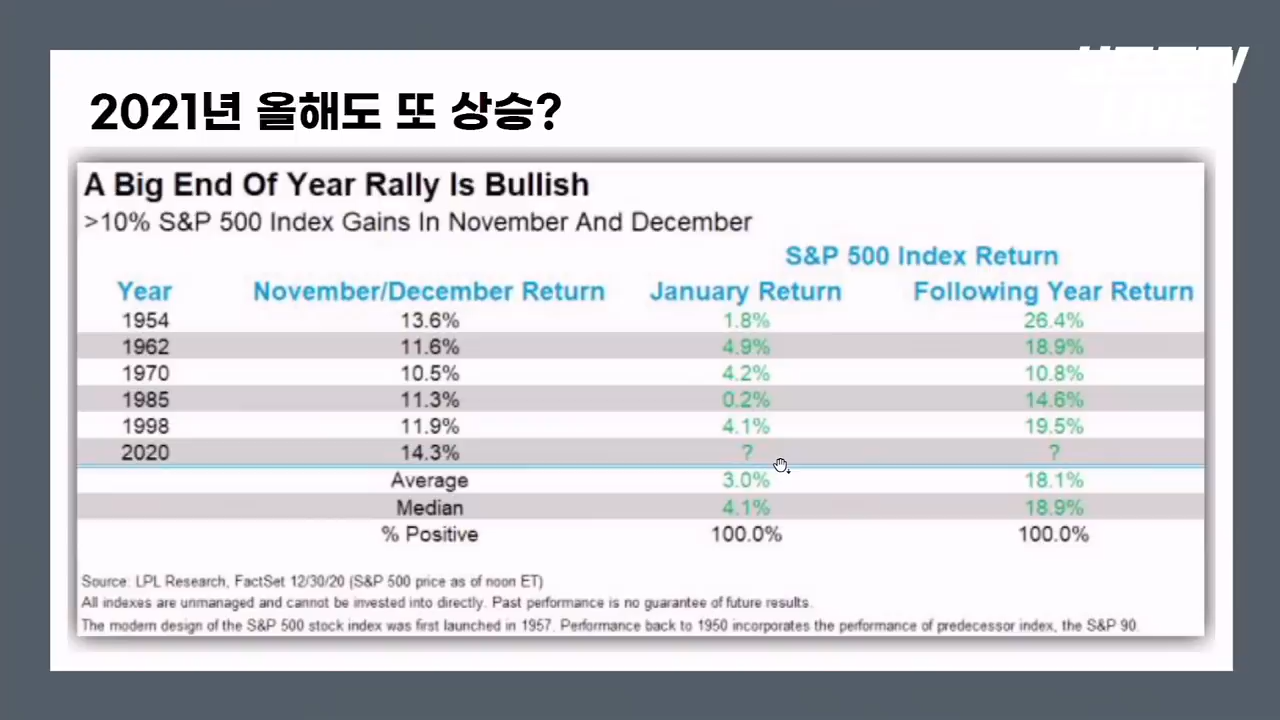 2021년 올해도 또 상승?
A Big End Of Year Rally Is Bullish
>10% S&P 500 Index Gains In November And December
S&P 500 Index Return
Year November/December Return January Return Following Year Return
1954 13.6% 1.8% 26.4%
1962 11.6% 4.9% 18.9%
1970 10.5% 4.2% 10.8%
1985 11.3% 0.2% 14.6%
1998 11.9% 4.1% 19.5%
2020 14.3% ? ?
Average 3.0% 18.1%
Median 4.1% 18.9%
% Positive 100.0% 100.0%
Source: LPL Research, FactSet 12/30/20 (S&P 500 price as of noon ET)
All indexes are unmanaged and cannot be invested into directly. Past performance is no guarantee of future results.
The modern design of the S&P 500 stock index was first launched in 1957. Performance back to 1950 incorporates the performance of predecessor index, the S&P 90.